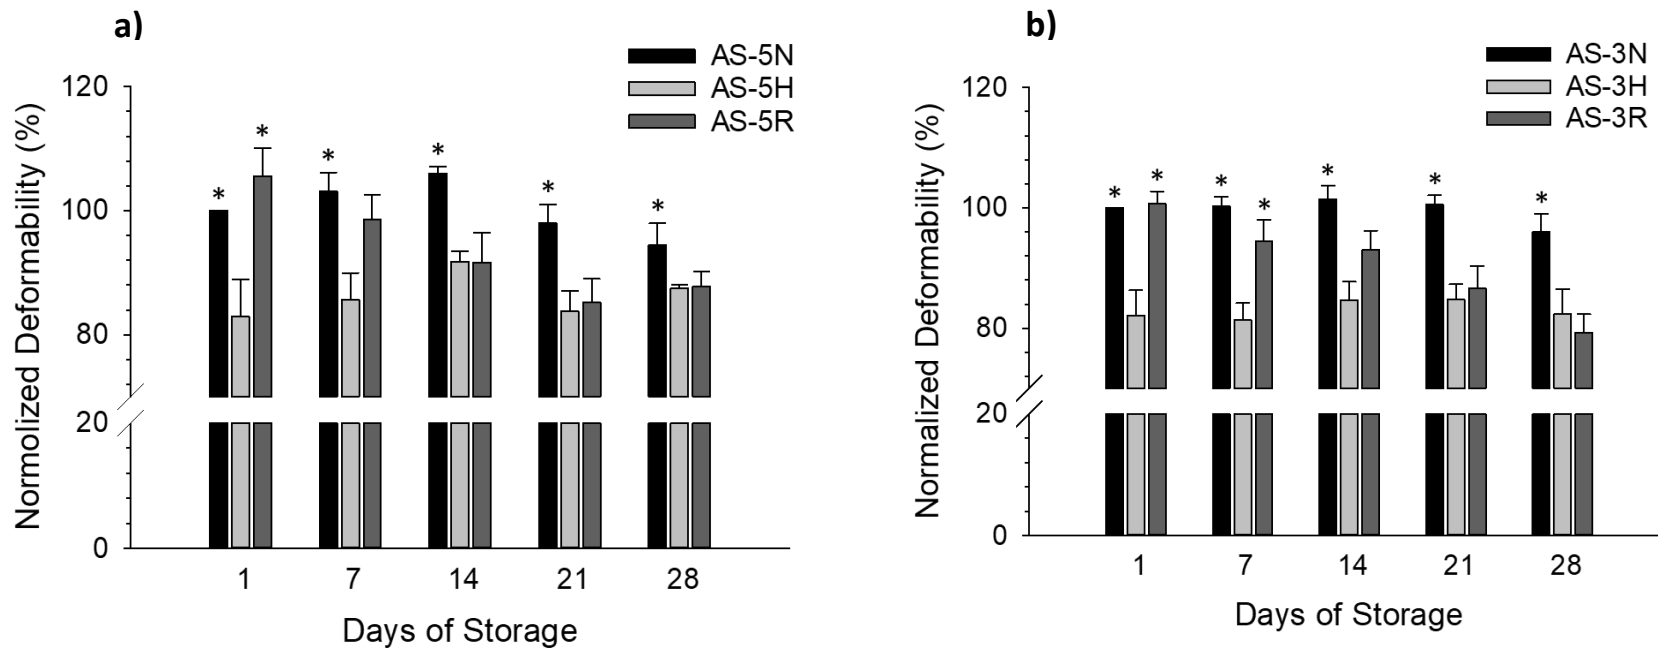 a)
AS-5N
AS-5H
AS-5R
Normolized Deformability (%)
120
100
80
20
0
*
*
*
*
*
*
1 7 14 21 28
Days of Storage
b)
AS-3N
AS-3H
AS-3R
Normalized Deformability (%)
120
100
80
20
0
*
*
*
*
*
*
*
1 7 14 21 28
Days of Storage